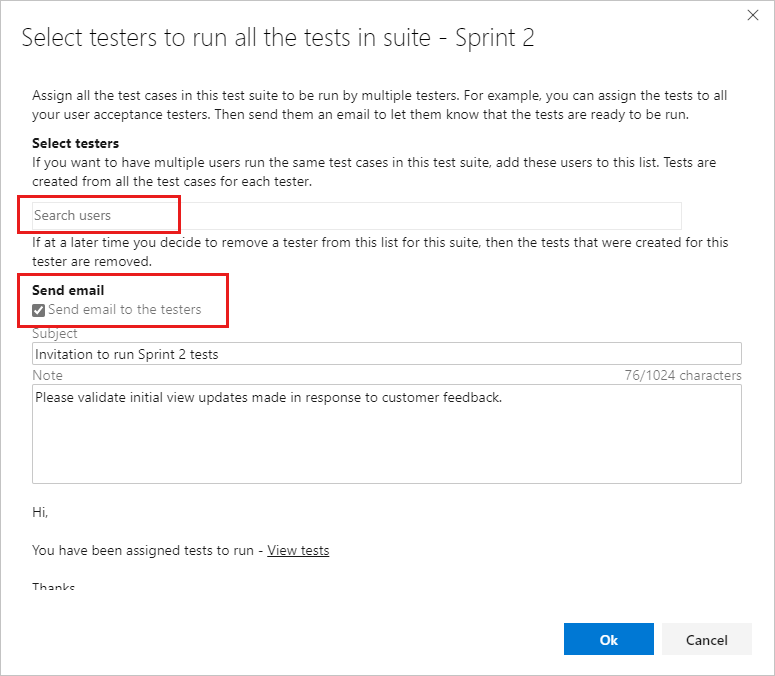 Select testers to run all the tests in suite - Sprint 2
Assign all the test cases in this test suite to be run by multiple testers. For example, you can assign the tests to all
your user acceptance testers. Then send them an email to let them know that the tests are ready to be run.
Select testers
If you want to have multiple users run the same test cases in this test suite, add these users to this list. Tests are
created from all the test cases for each tester.
Search users
If at a later time you decide to remove a tester from this list for this suite, then the tests that were created for this
tester are removed.
Send email
Send email to the testers
Subject
Invitation to run Sprint 2 tests
Note 76/1024 characters
Please validate initial view updates made in response to customer feedback.
Hi,
You have been assigned tests to run - View tests
Thanks
Ok Cancel